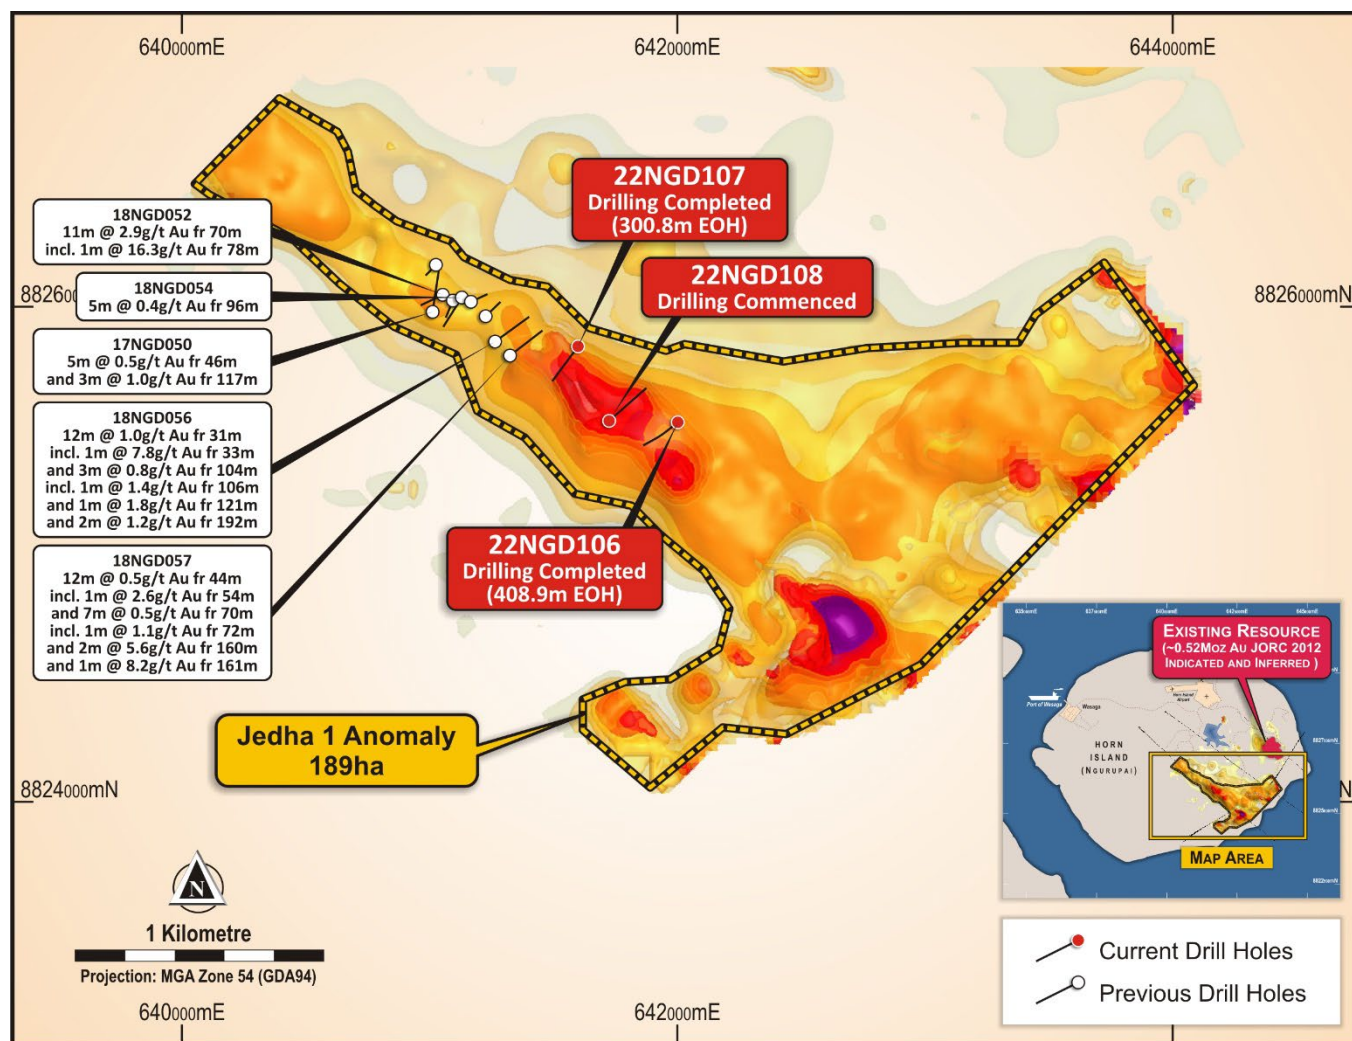 640000mE
642000mE
644000mE
22NGD107
Drilling Completed
(300.8m EOH)
18NGD052
11m @ 2.9g/t Au fr 70m
incl. 1m @ 16.3g/t Au fr 78m
22NGD108
Drilling Commenced
8826000mN
18NGD054
5m @ 0.4g/t Au fr 96m
17NGD050
5m @ 0.5g/t Au fr 46m
and 3m @ 1.0g/t Au fr 117m
18NGD056
12m @ 1.0g/t Au fr 31m
incl. 1m @ 7.8g/t Au fr 33m
and 3m @ 0.8g/t Au fr 104m
incl. 1m @ 1.4g/t Au fr 106m
and 1m @ 1.8g/t Au fr 121m
and 2m @ 1.2g/t Au fr 192m
22NGD106
Drilling Completed
(408.9m EOH)
18NGD057
12m @ 0.5g/t Au fr 44m
incl. 1m @ 2.6g/t Au fr 54m
and 7m @ 0.5g/t Au fr 70m
incl. 1m @ 1.1g/t Au fr 72m
and 2m @ 5.6g/t Au fr 160m
and 1m @ 8.2g/t Au fr 161m
Jedha 1 Anomaly
189ha
8824000mN
EXISTING RESOURCE
(~0.52MOZ AU JORC 2012
INDICATED AND INFERRED )
Port of Wasaga
Wasaga
Horn Island
Airport
HORN
ISLAND
(NGURUPAI)
MAP AREA
N
1 Kilometre
Projection: MGA Zone 54 (GDA94)
Current Drill Holes
Previous Drill Holes
640000mE
642000mE